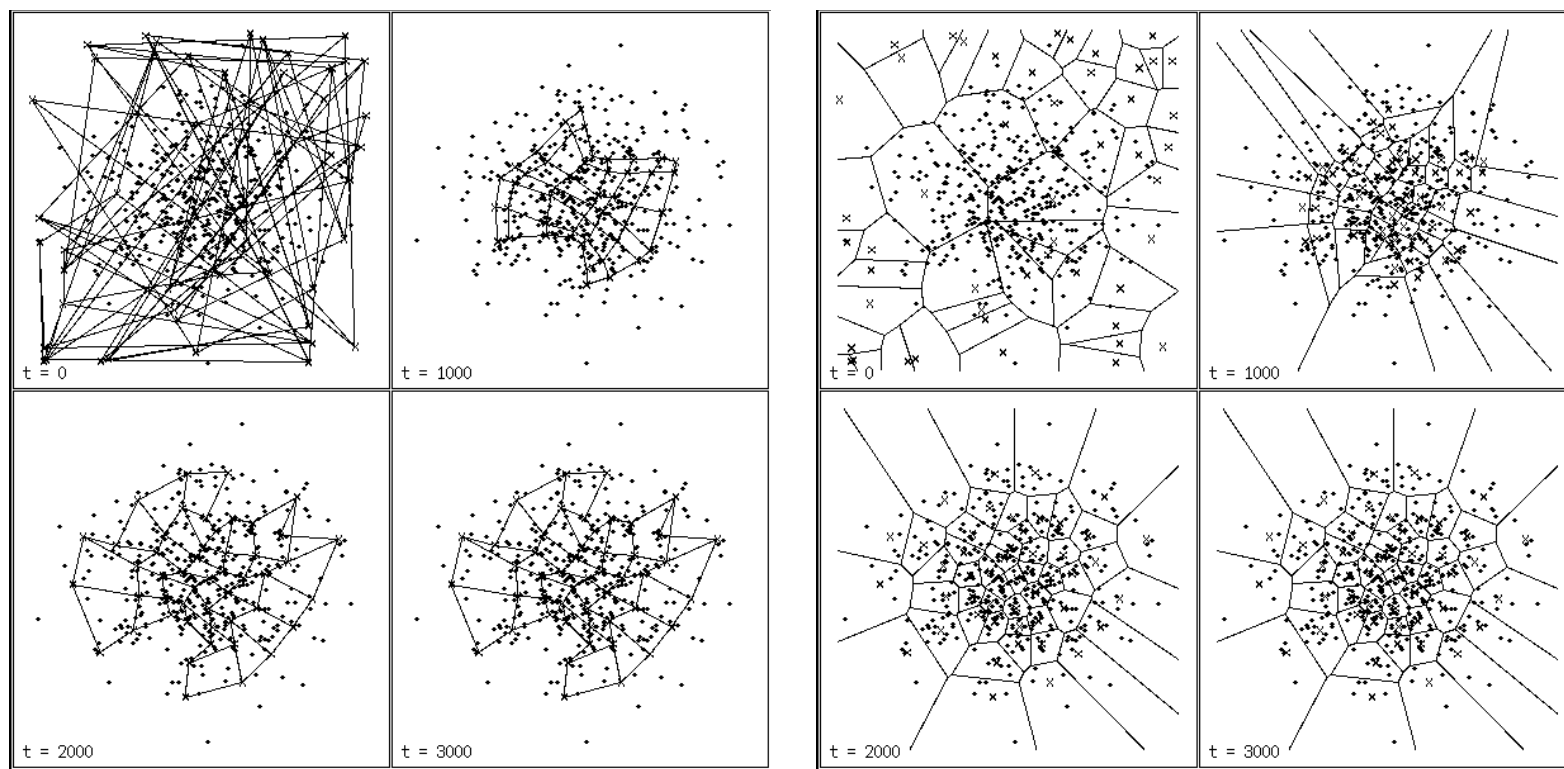 t = 0
t = 1000
t = 2000
t = 3000
t = 0
t = 1000
t = 2000
t = 3000